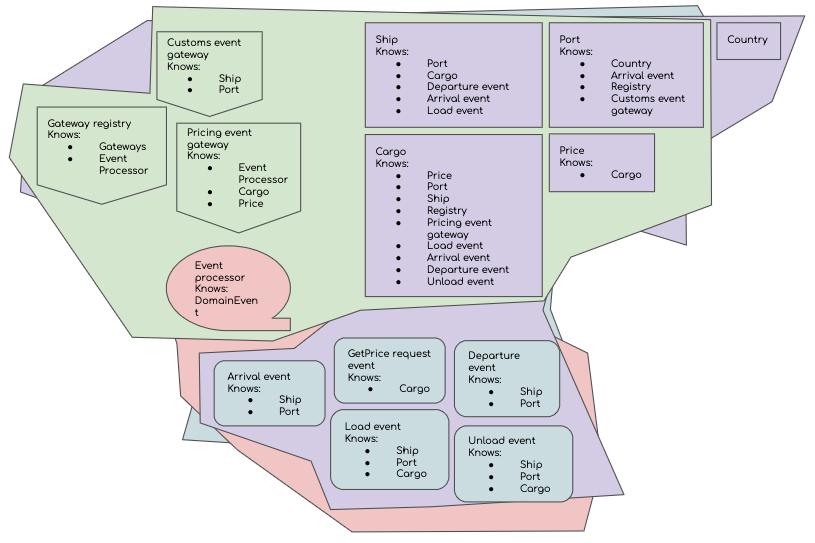 Customs event
gateway
Knows:
● Ship
● Port
Ship
Knows:
● Port
● Cargo
● Departure event
● Arrival event
● Load event
Port
Knows:
● Country
● Arrival event
● Registry
● Customs event
gateway
Country
Gateway registry
Knows:
● Gateways
● Event
Processor
Pricing event
gateway
Knows:
● Event
Processor
● Cargo
● Price
Cargo
Knows:
● Price
● Port
● Ship
● Registry
● Pricing event
gateway
● Load event
● Arrival event
● Departure event
● Unload event
Price
Knows:
● Cargo
Event
processor
Knows:
DomainEven
t
Arrival event
Knows:
● Ship
● Port
GetPrice request
event
Knows:
● Cargo
Departure
event
Knows:
● Ship
● Port
Load event
Knows:
● Ship
● Port
● Cargo
Unload event
Knows:
● Ship
● Port
● Cargo